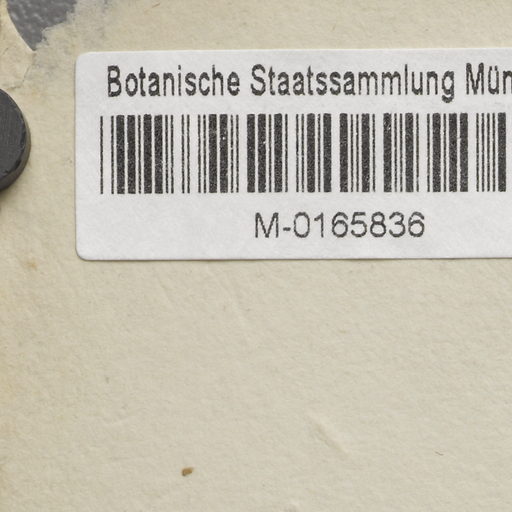 Botanische Staatssammlung Mün
M-0165836